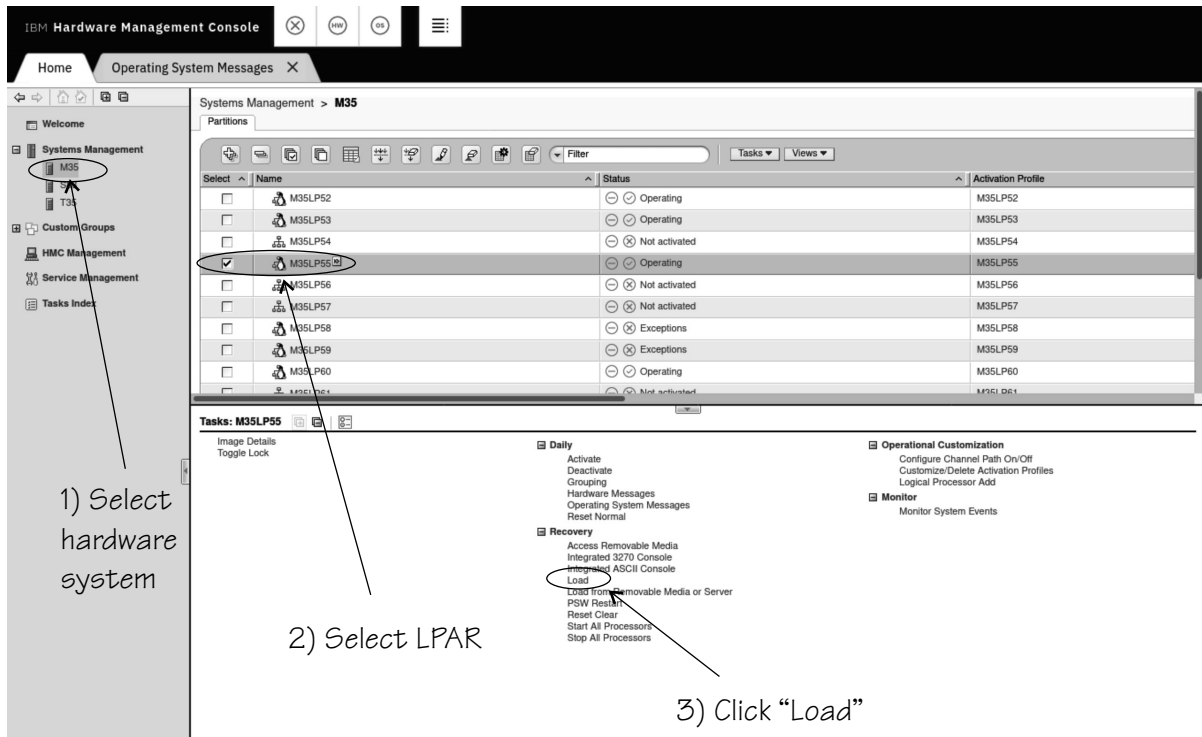 IBM Hardware Management Console
HW
OS
Home
Operating System Messages X
Welcome
Systems Management
M35
T35
Custom Groups
HMC Management
Service Management
Tasks Index
Systems Management > M35
Partitions
Filter
Tasks
Views
Select Name Status Activation Profile
M35LP52 Operating M35LP52
M35LP53 Operating M35LP53
M35LP54 Not activated M35LP54
M35LP55 Operating M35LP55
M35LP56 Not activated M35LP56
M35LP57 Not activated M35LP57
M35LP58 Exceptions M35LP58
M35LP59 Exceptions M35LP59
M35LP60 Operating M35LP60
M35LP61 Not activated M35LP61
Tasks: M35LP55
Image Details
Toggle Lock
Daily
Activate
Deactivate
Grouping
Hardware Messages
Operating System Messages
Reset Normal
Recovery
Access Removable Media
Integrated 3270 Console
Integrated ASCII Console
Load
Load from Removable Media or Server
PSW Restart
Reset Clear
Start All Processors
Stop All Processors
Operational Customization
Configure Channel Path On/Off
Customize/Delete Activation Profiles
Logical Processor Add
Monitor
Monitor System Events
1) Select
hardware
system
2) Select LPAR
3) Click “Load”